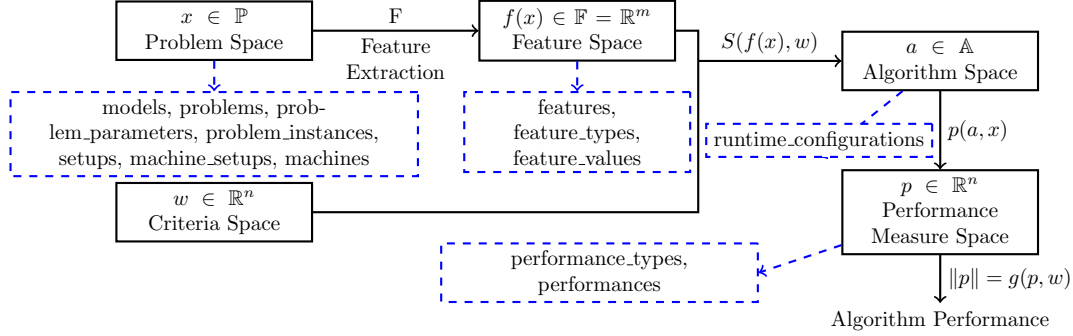 x ∈ ℙ
Problem Space
F
Feature
Extraction
f(x) ∈ 𝔽 = ℝ^m
Feature Space
S(f(x), w)
a ∈ 𝔸
Algorithm Space
models, problems, prob-
lem_parameters, problem_instances,
setups, machine_setups, machines
features,
feature_types,
feature_values
runtime_configurations
p(a, x)
w ∈ ℝ^n
Criteria Space
p ∈ ℝ^n
Performance
Measure Space
performance_types,
performances
‖p‖ = g(p, w)
Algorithm Performance